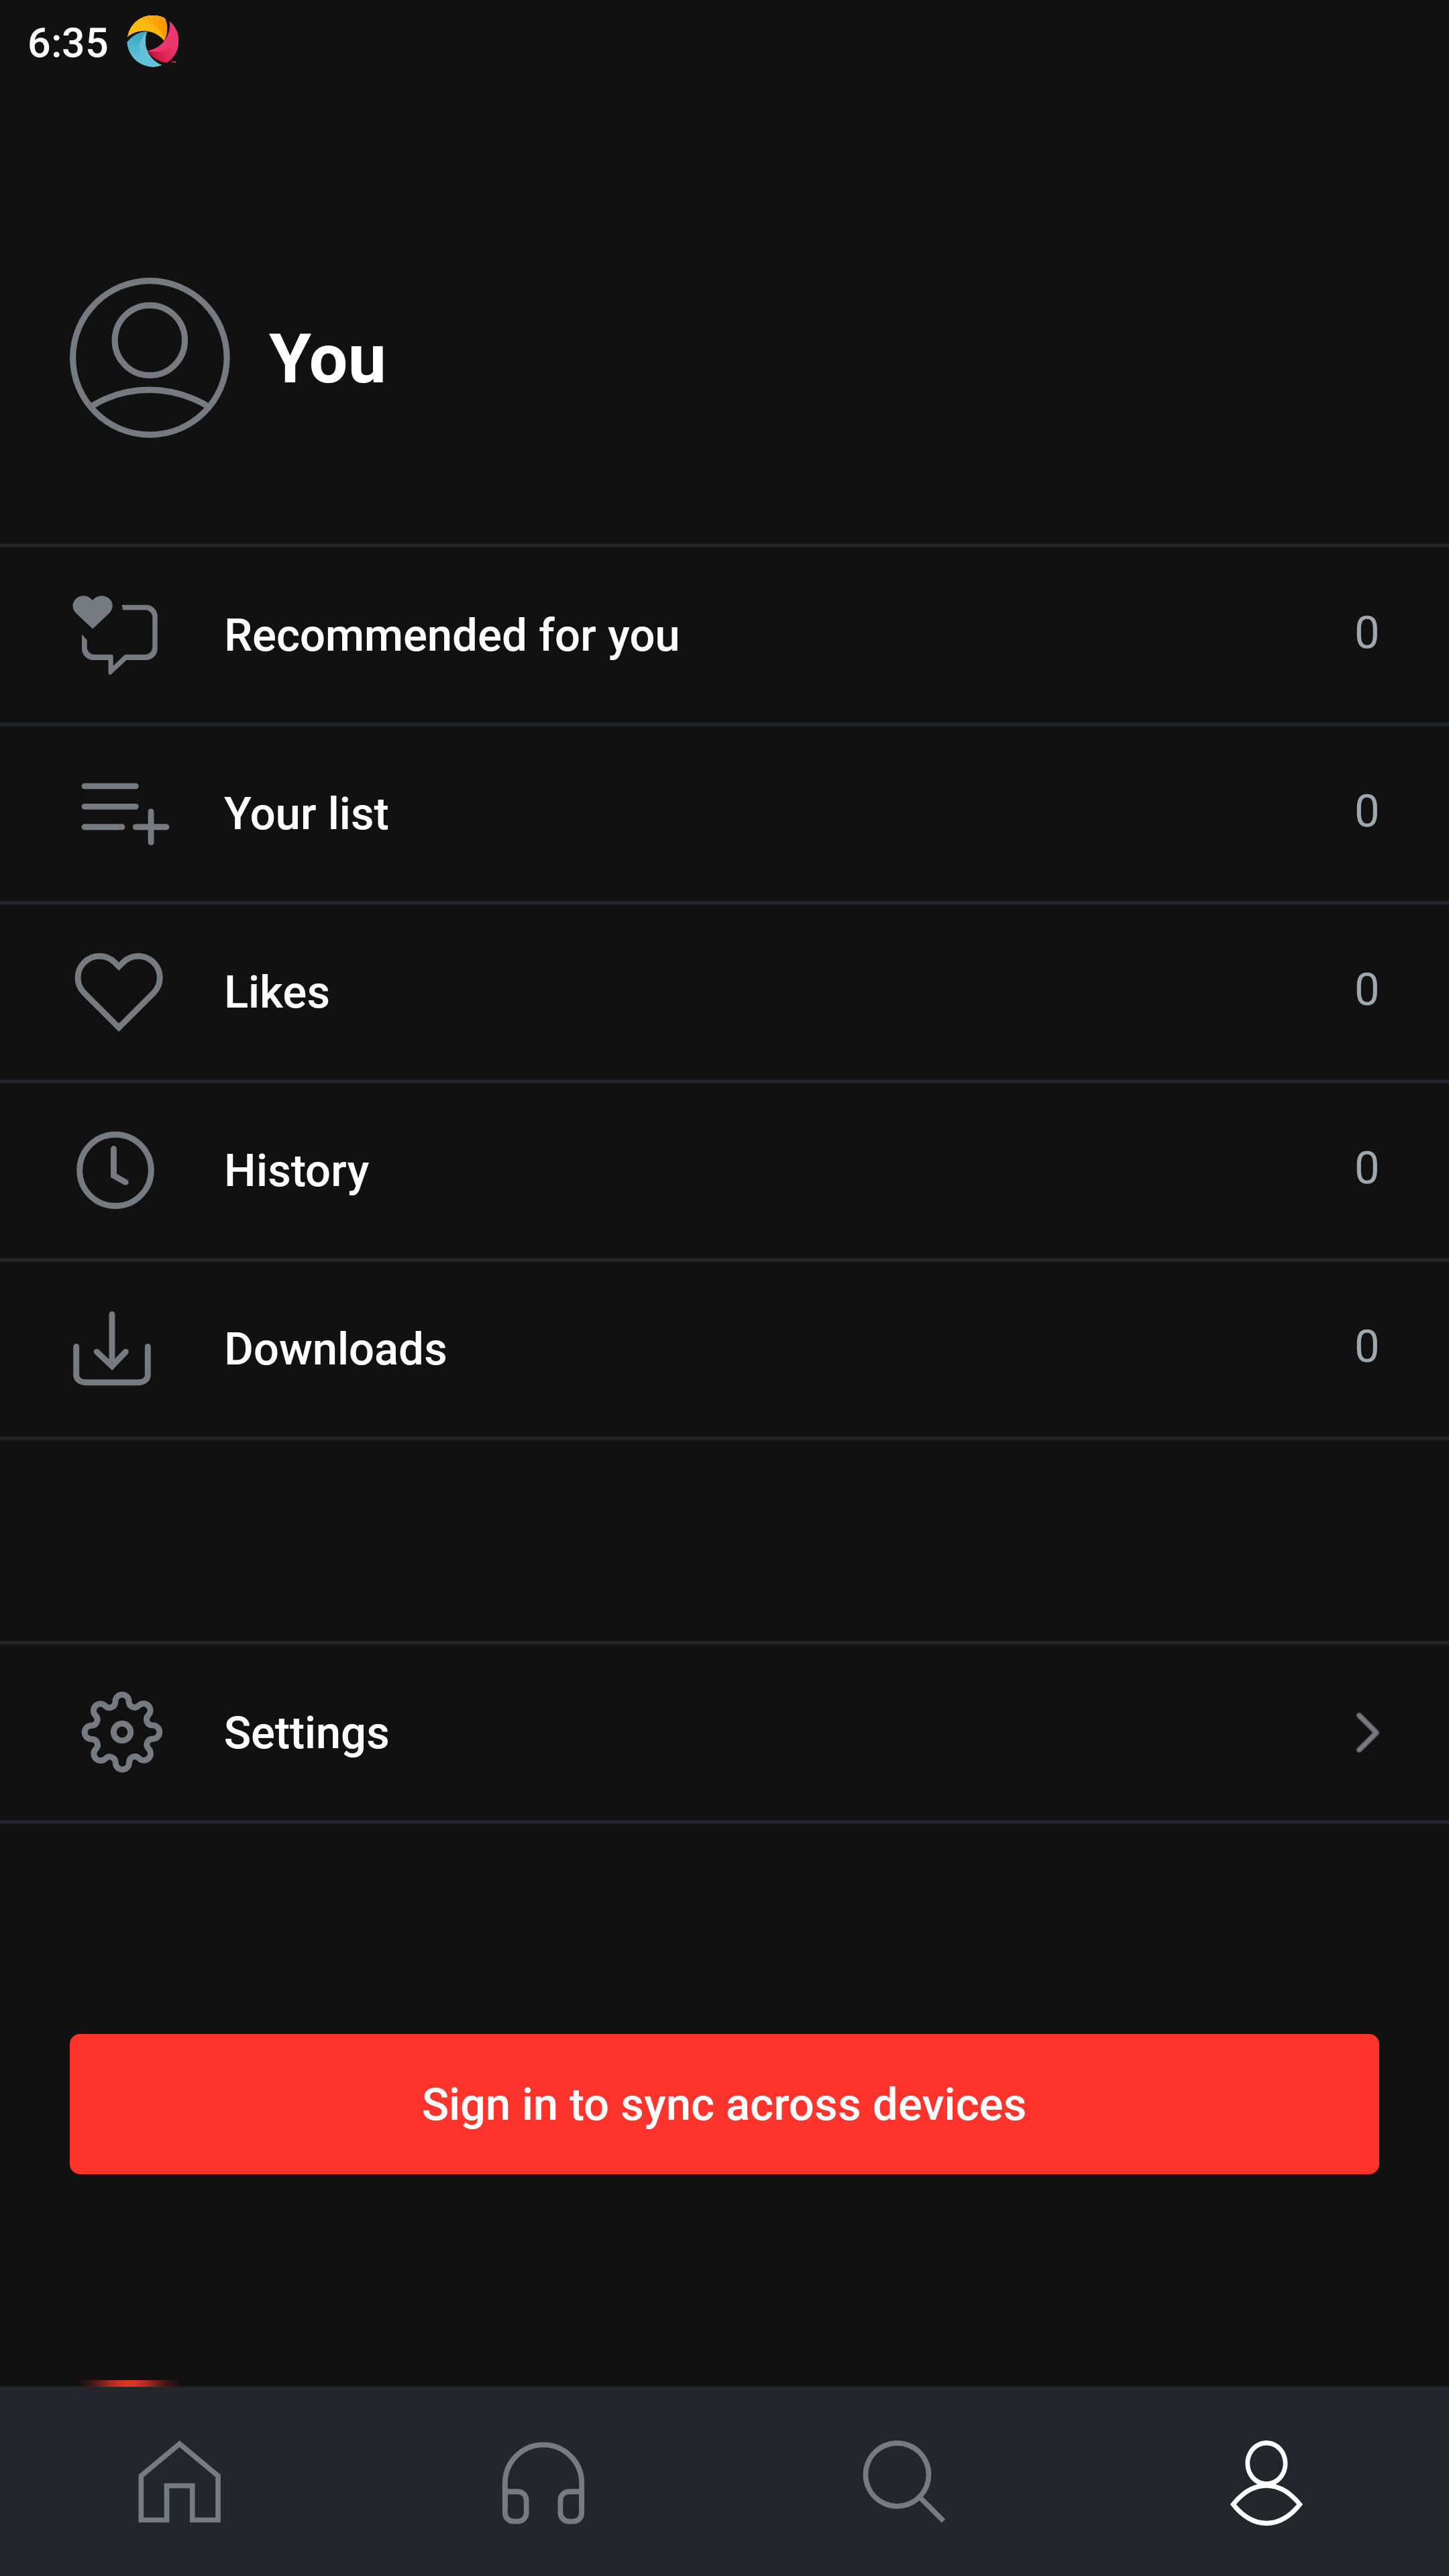 6:35
You
Recommended for you 0
Your list 0
Likes 0
History 0
Downloads 0
Settings
Sign in to sync across devices